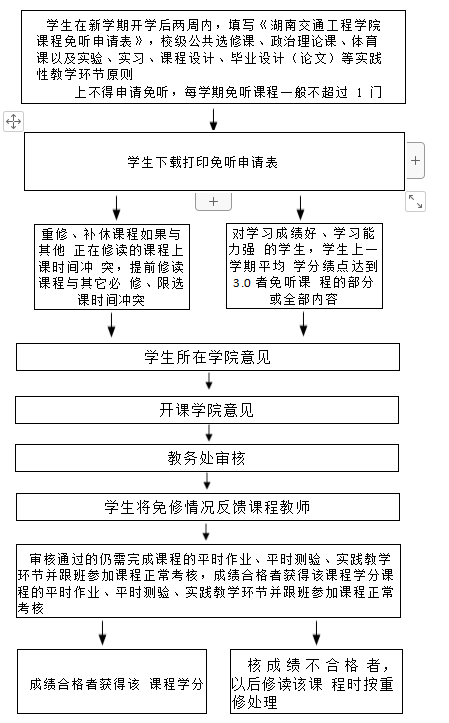 学生在新学期开学后两周内，填写《湖南交通工程学院
课程免听申请表》，校级公共选修课、政治理论课、体育
课以及实验、实习、课程设计、毕业设计（论文）等实践
性教学环节原则
上不得申请免听，每学期免听课程一般不超过 1 门
学生下载打印免听申请表
重修、补休课程如果与
其他 正在修读的课程上
课时间冲 突，提前修读
课程与其它必 修、限选
课时间冲突
对学习成绩好、学习能
力强 的学生，学生上一
学期平均 学分绩点达到
3.0 者免听课 程的部分
或全部内容
学生所在学院意见
开课学院意见
教务处审核
学生将免修情况反馈课程教师
审核通过的仍需完成课程的平时作业、平时测验、实践教学
环节并跟班参加课程正常考核，成绩合格者获得该课程学分课
程的平时作业、平时测验、实践教学环节并跟班参加课程正常
考核
成绩合格者获得该 课程学分
核成绩不合格 者，
以后修读该课 程时按重
修处理